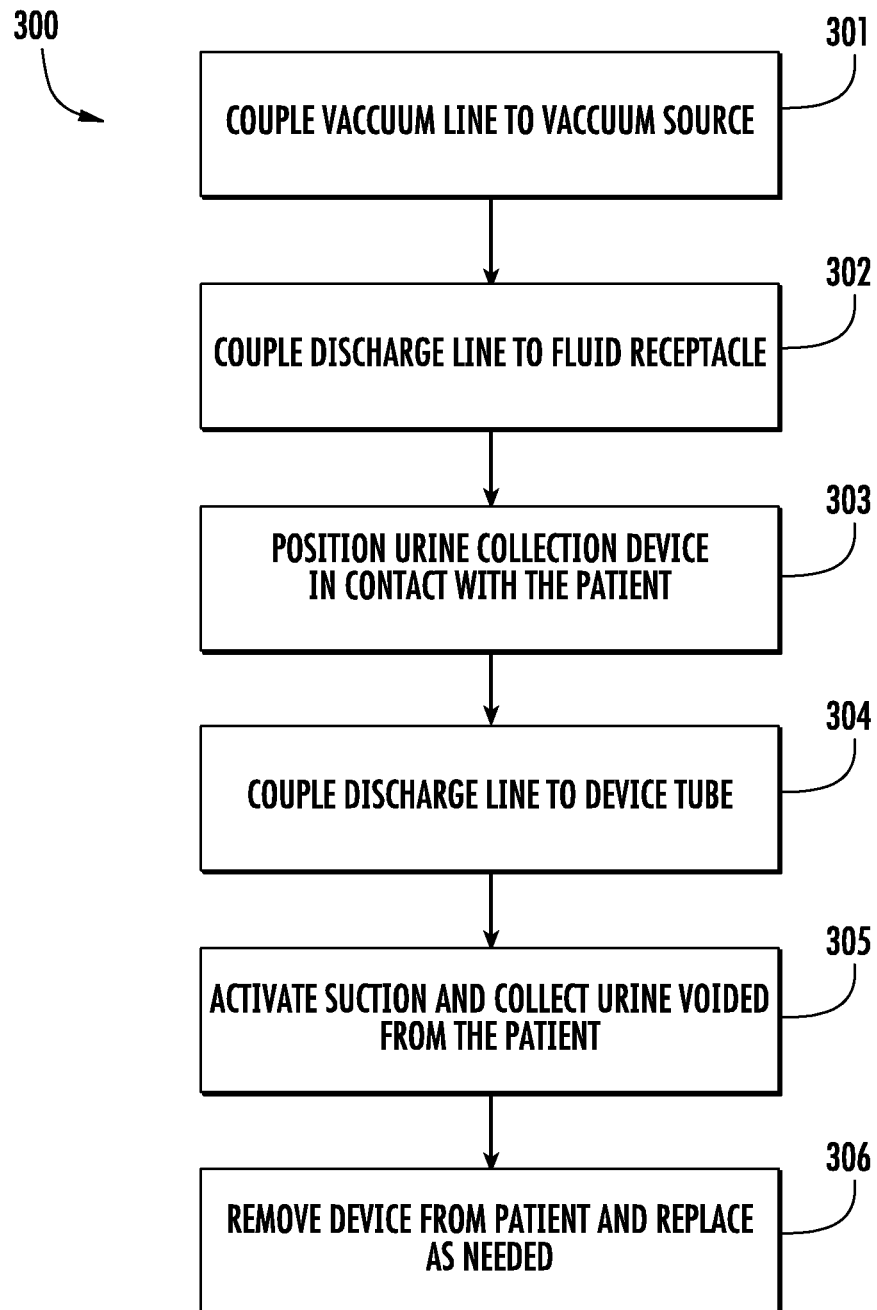 300
301
COUPLE VACCUUM LINE TO VACCUUM SOURCE
302
COUPLE DISCHARGE LINE TO FLUID RECEPTACLE
303
POSITION URINE COLLECTION DEVICE
IN CONTACT WITH THE PATIENT
304
COUPLE DISCHARGE LINE TO DEVICE TUBE
305
ACTIVATE SUCTION AND COLLECT URINE VOIDED
FROM THE PATIENT
306
REMOVE DEVICE FROM PATIENT AND REPLACE
AS NEEDED